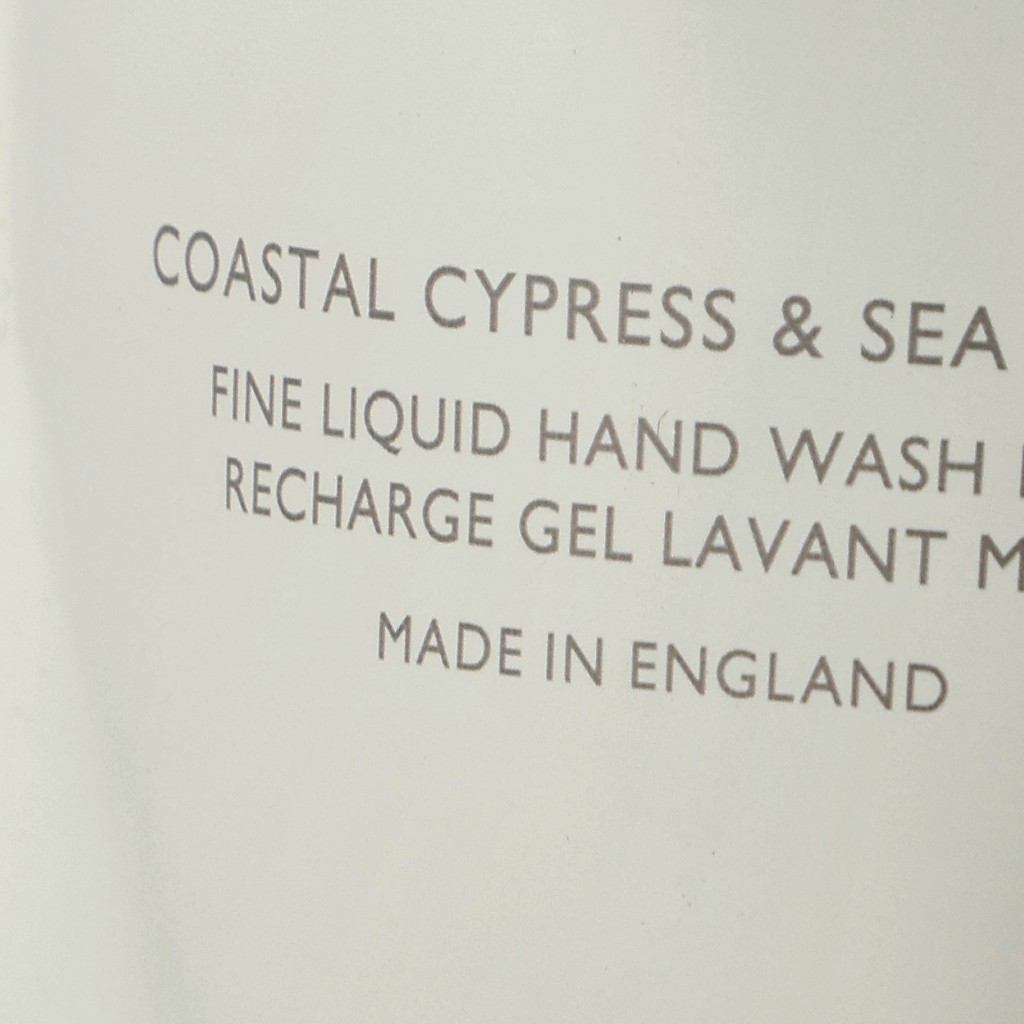 COASTAL CYPRESS & SEA
FINE LIQUID HAND WASH
RECHARGE GEL LAVANT
MADE IN ENGLAND